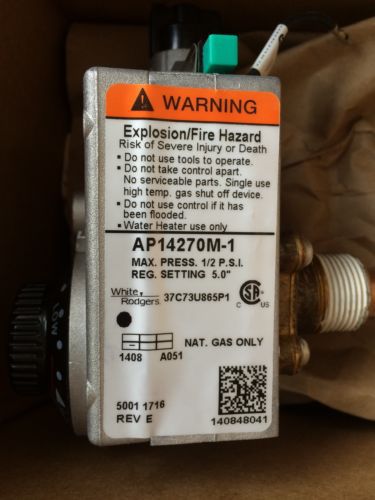 WARNING
Explosion/Fire Hazard
Risk of Severe Injury or Death
• Do not use tools to operate.
• Do not take control apart.
No serviceable parts. Single use
high temp. gas shut off device.
• Do not use control if it has
been flooded.
• Water Heater use only
AP14270M-1
MAX. PRESS. 1/2 P.S.I.
REG. SETTING 5.0"
White
Rodgers 37C73U865P1
C US
NAT. GAS ONLY
1408 A051
5001 1716
REV E
140848041
LOW